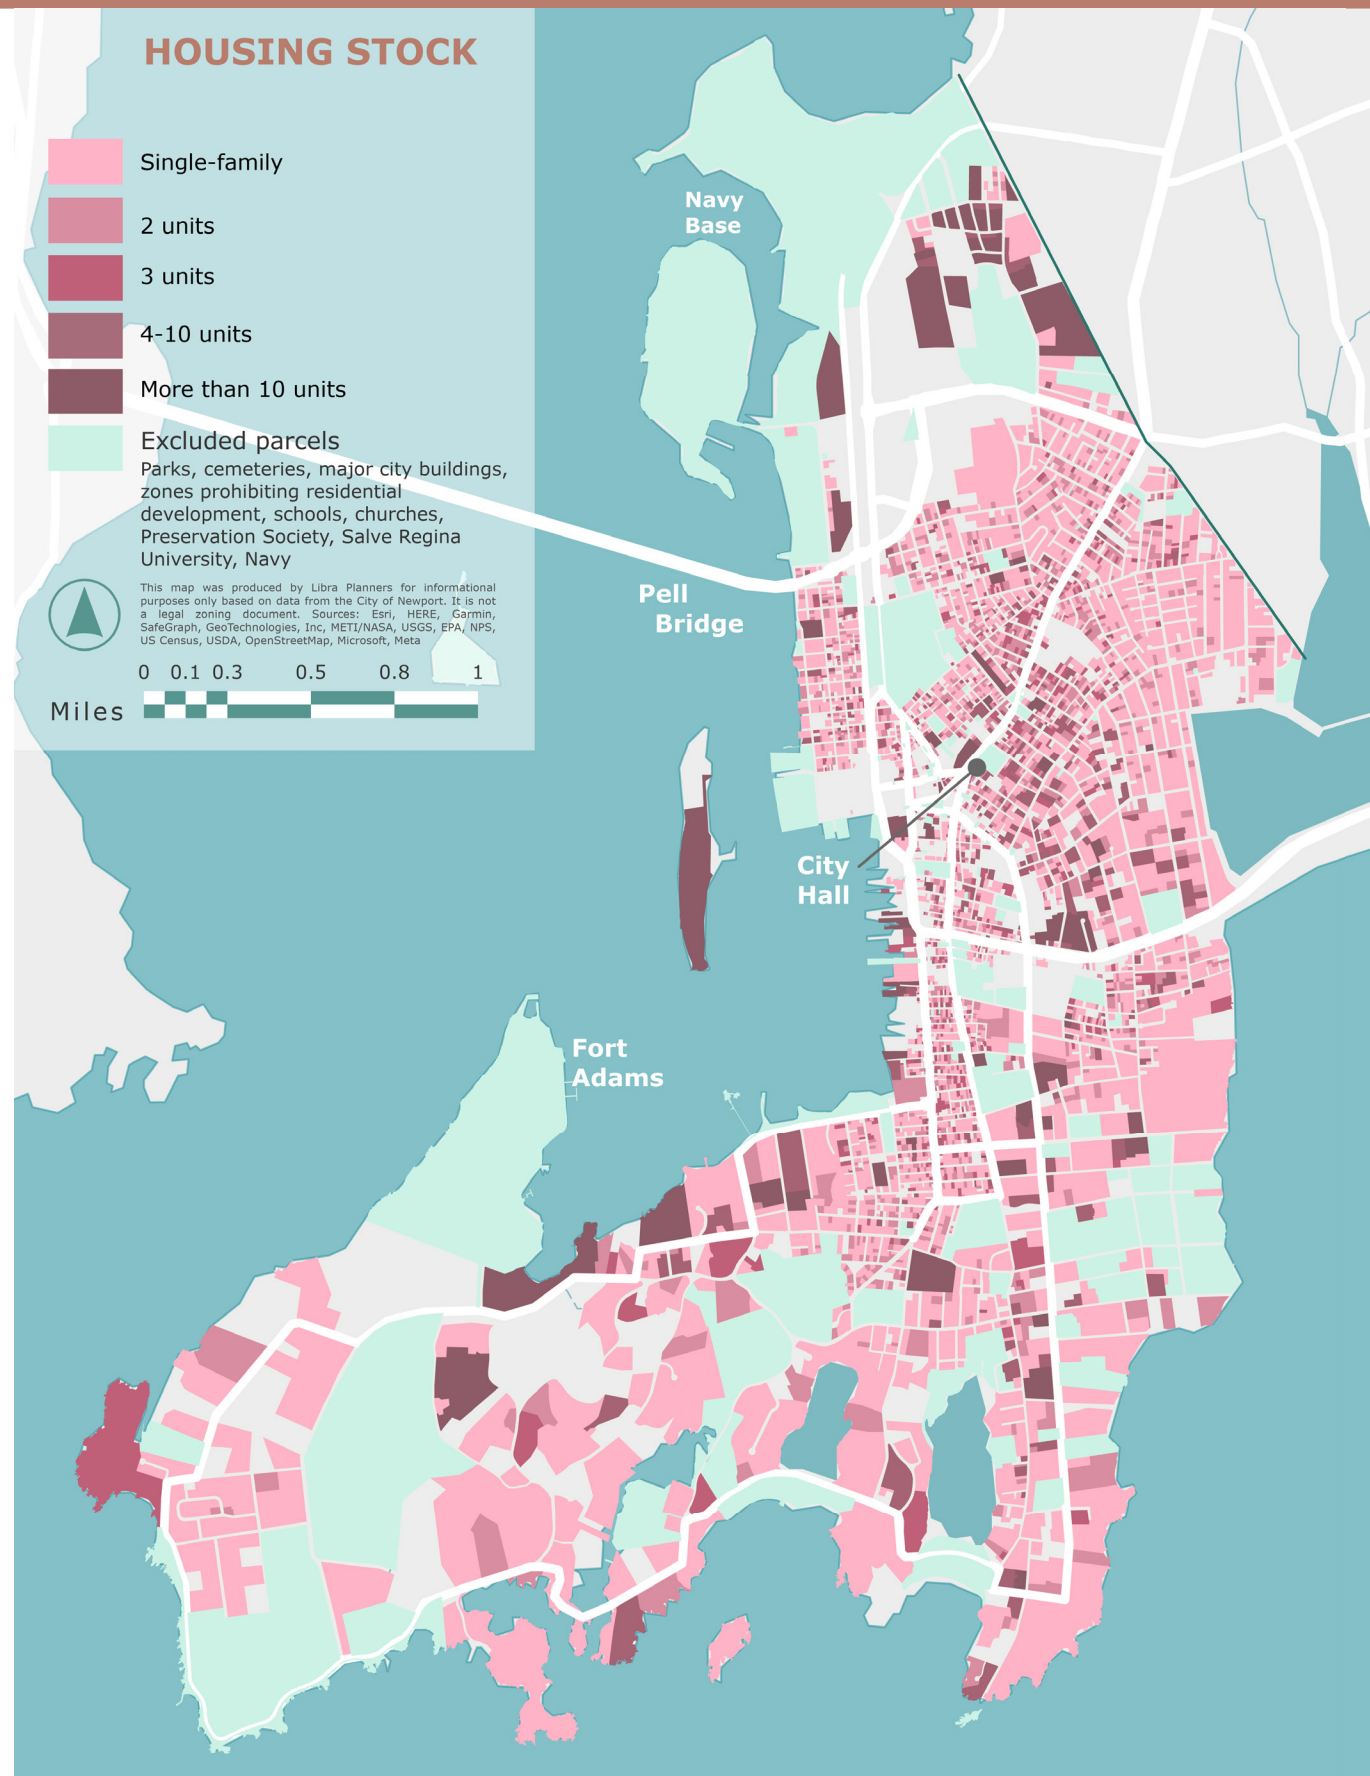 HOUSING STOCK
Single-family
2 units
3 units
4-10 units
More than 10 units
Excluded parcels
Parks, cemeteries, major city buildings,
zones prohibiting residential
development, schools, churches,
Preservation Society, Salve Regina
University, Navy
This map was produced by Libra Planners for informational
purposes only based on data from the City of Newport. It is not
a legal zoning document. Sources: Esri, HERE, Garmin,
SafeGraph, GeoTechnologies, Inc, METI/NASA, USGS, EPA, NPS,
US Census, USDA, OpenStreetMap, Microsoft, Meta
0 0.1 0.3 0.5 0.8 1
Miles
Navy
Base
Pell
Bridge
City
Hall
Fort
Adams